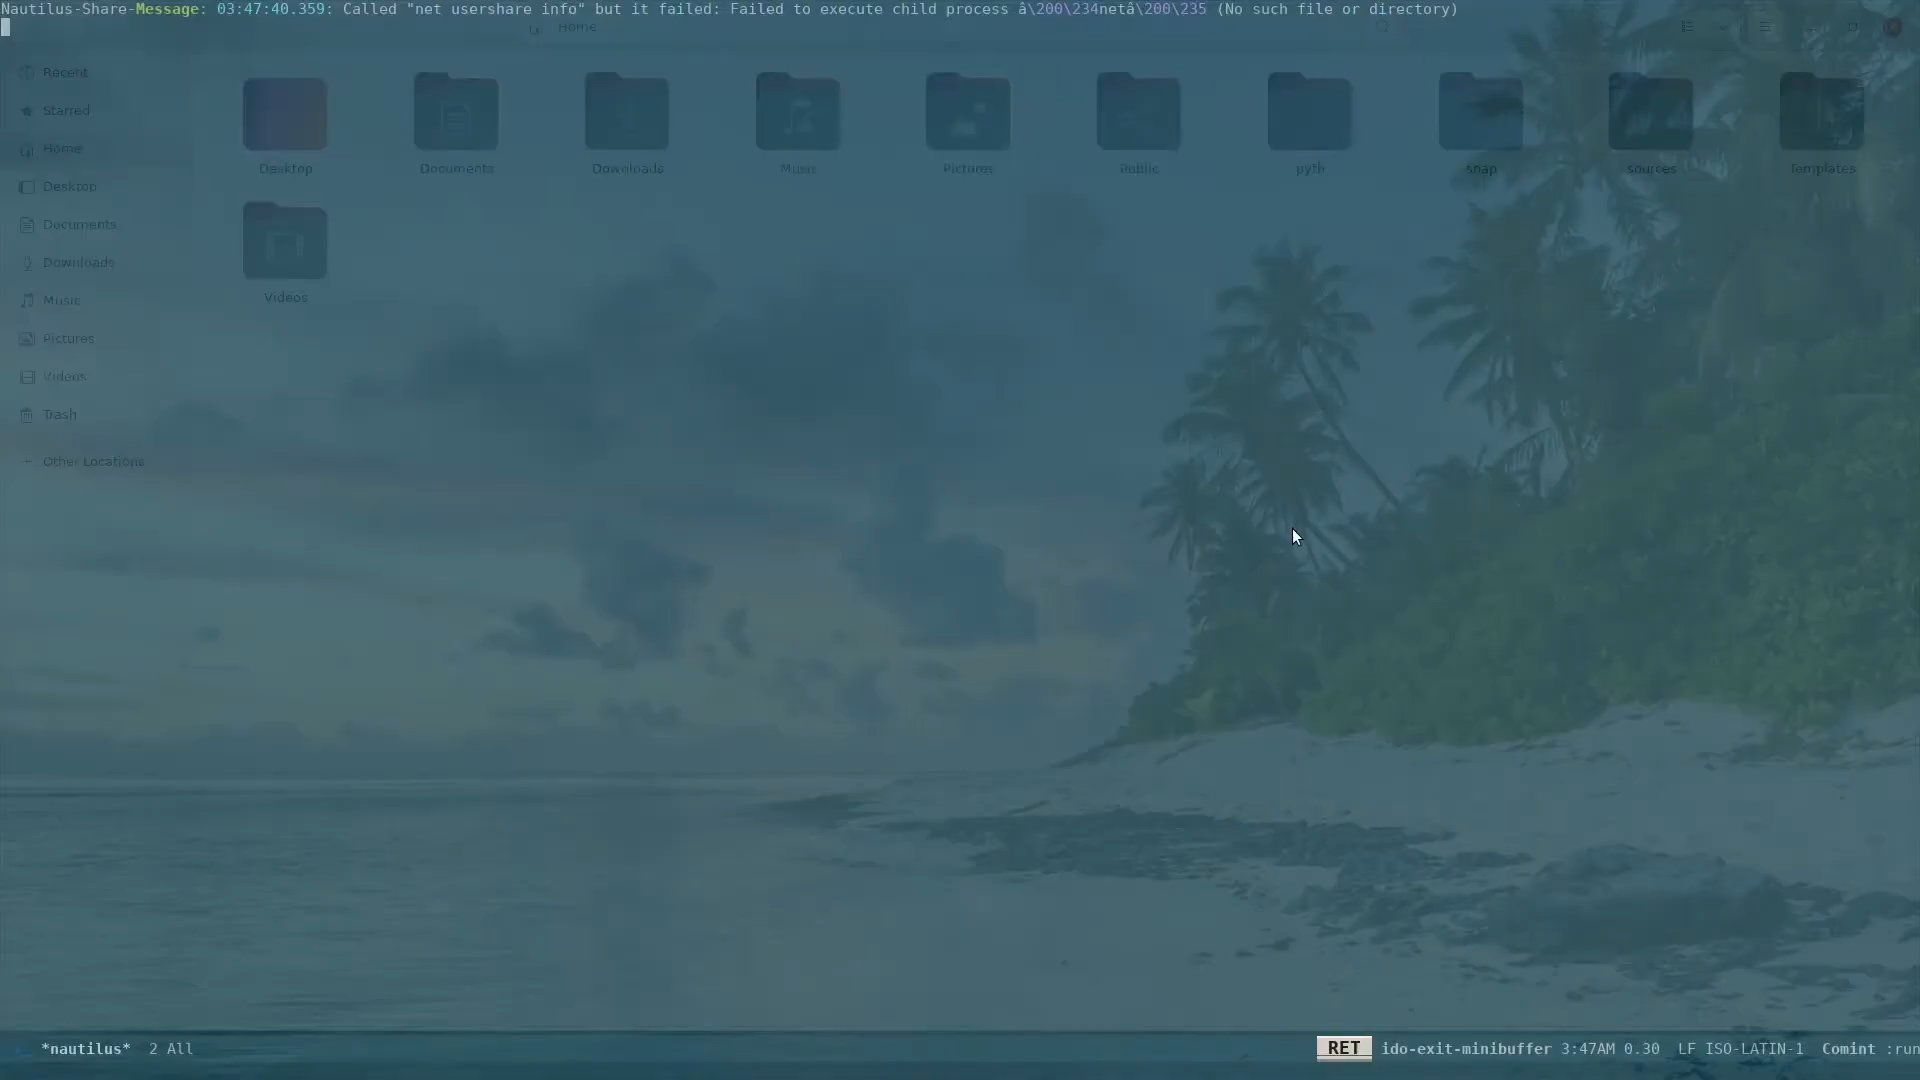 Nautilus-Share-Message: 03:47:40.359: Called "net usershare info" but it failed: Failed to execute child process â\200\234netâ\200\235 (No such file or directory)
Home
Recent
Starred
Home
Desktop
Documents
Downloads
Music
Pictures
Videos
Trash
Other Locations
Desktop Documents Downloads Music Pictures Public pyth snap sources Templates
Videos
*nautilus* 2 All RET ido-exit-minibuffer 3:47AM 0.30 LF ISO-LATIN-1 Comint :run